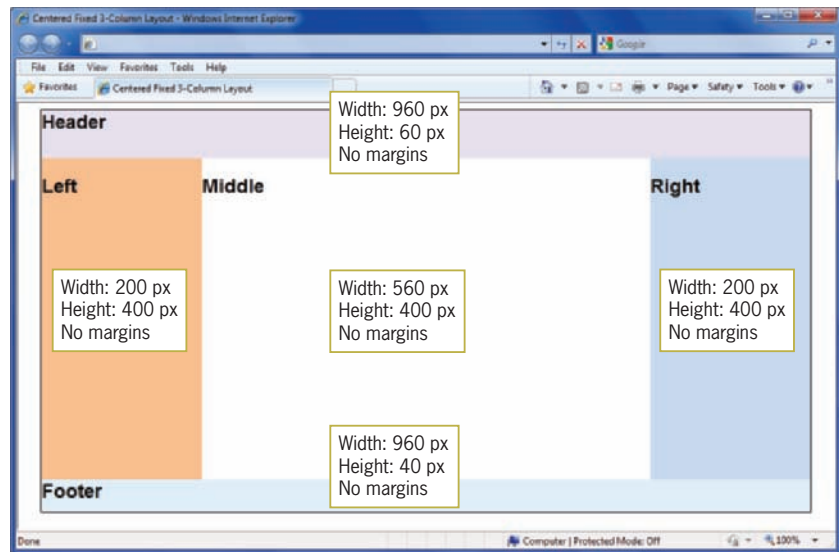 Centered Fixed 3-Column Layout - Windows Internet Explorer
Google
File Edit View Favorites Tools Help
Favorites Centered Fixed 3-Column Layout Page Safety Tools
Header
Width: 960 px
Height: 60 px
No margins
Left Middle Right
Width: 200 px
Height: 400 px
No margins
Width: 560 px
Height: 400 px
No margins
Width: 200 px
Height: 400 px
No margins
Width: 960 px
Height: 40 px
No margins
Footer
Done Computer | Protected Mode: Off 100%